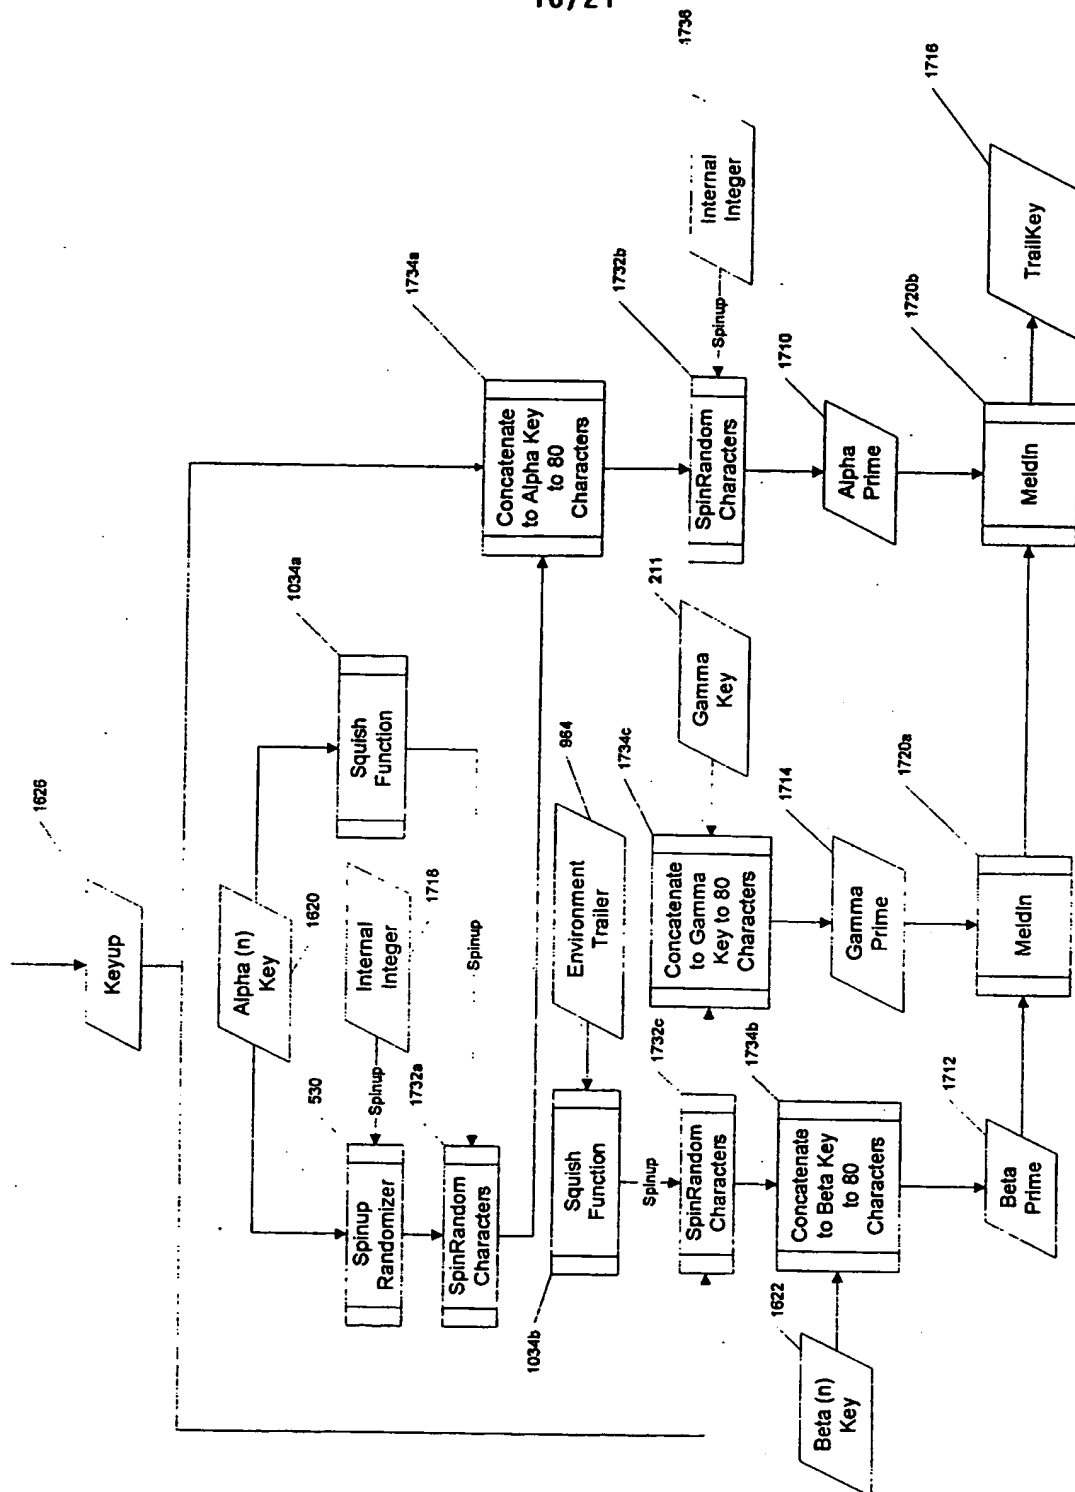 1736
1716
Internal
Integer
TrailKey
1734a
1732b
Spinup
1710
1720b
1626
Keyup
1034a
Concatenate
to Alpha Key
to 80
Characters
SpinRandom
Characters
Alpha
Prime
MeldIn
211
Gamma
Key
Squish
Function
964
1734c
1714
1720a
Alpha (n)
Key
1620
Internal
Integer
1718
Spinup
Environment
Trailer
Concatenate
to Gamma
Key to 80
Characters
Gamma
Prime
MeldIn
530
Spinup
1732a
1732c
1734b
1712
Spinup
Randomizer
SpinRandom
Characters
Squish
Function
Spinup
SpinRandom
Characters
Concatenate
to Beta Key
to 80
Characters
Beta
Prime
1034b
1622
Beta (n)
Key